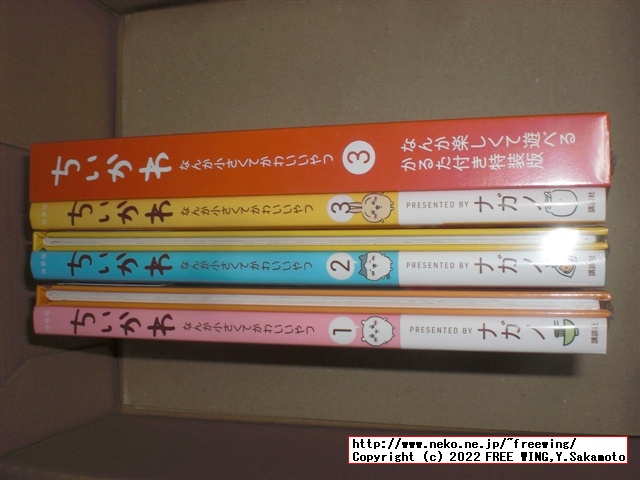 ちいかわ なんか小さくてかわいいやつ 3 なんか楽しくて遊べる
かるた付き特装版
ちいかわ なんか小さくてかわいいやつ 3 PRESENTED BY ナガノ 講談社
ちいかわ なんか小さくてかわいいやつ 2 PRESENTED BY ナガノ 講談社
ちいかわ なんか小さくてかわいいやつ 1 PRESENTED BY ナガノ 講談社
http://www.neko.ne.jp/~freewing/
Copyright (c) 2022 FREE WING,Y.Sakamoto